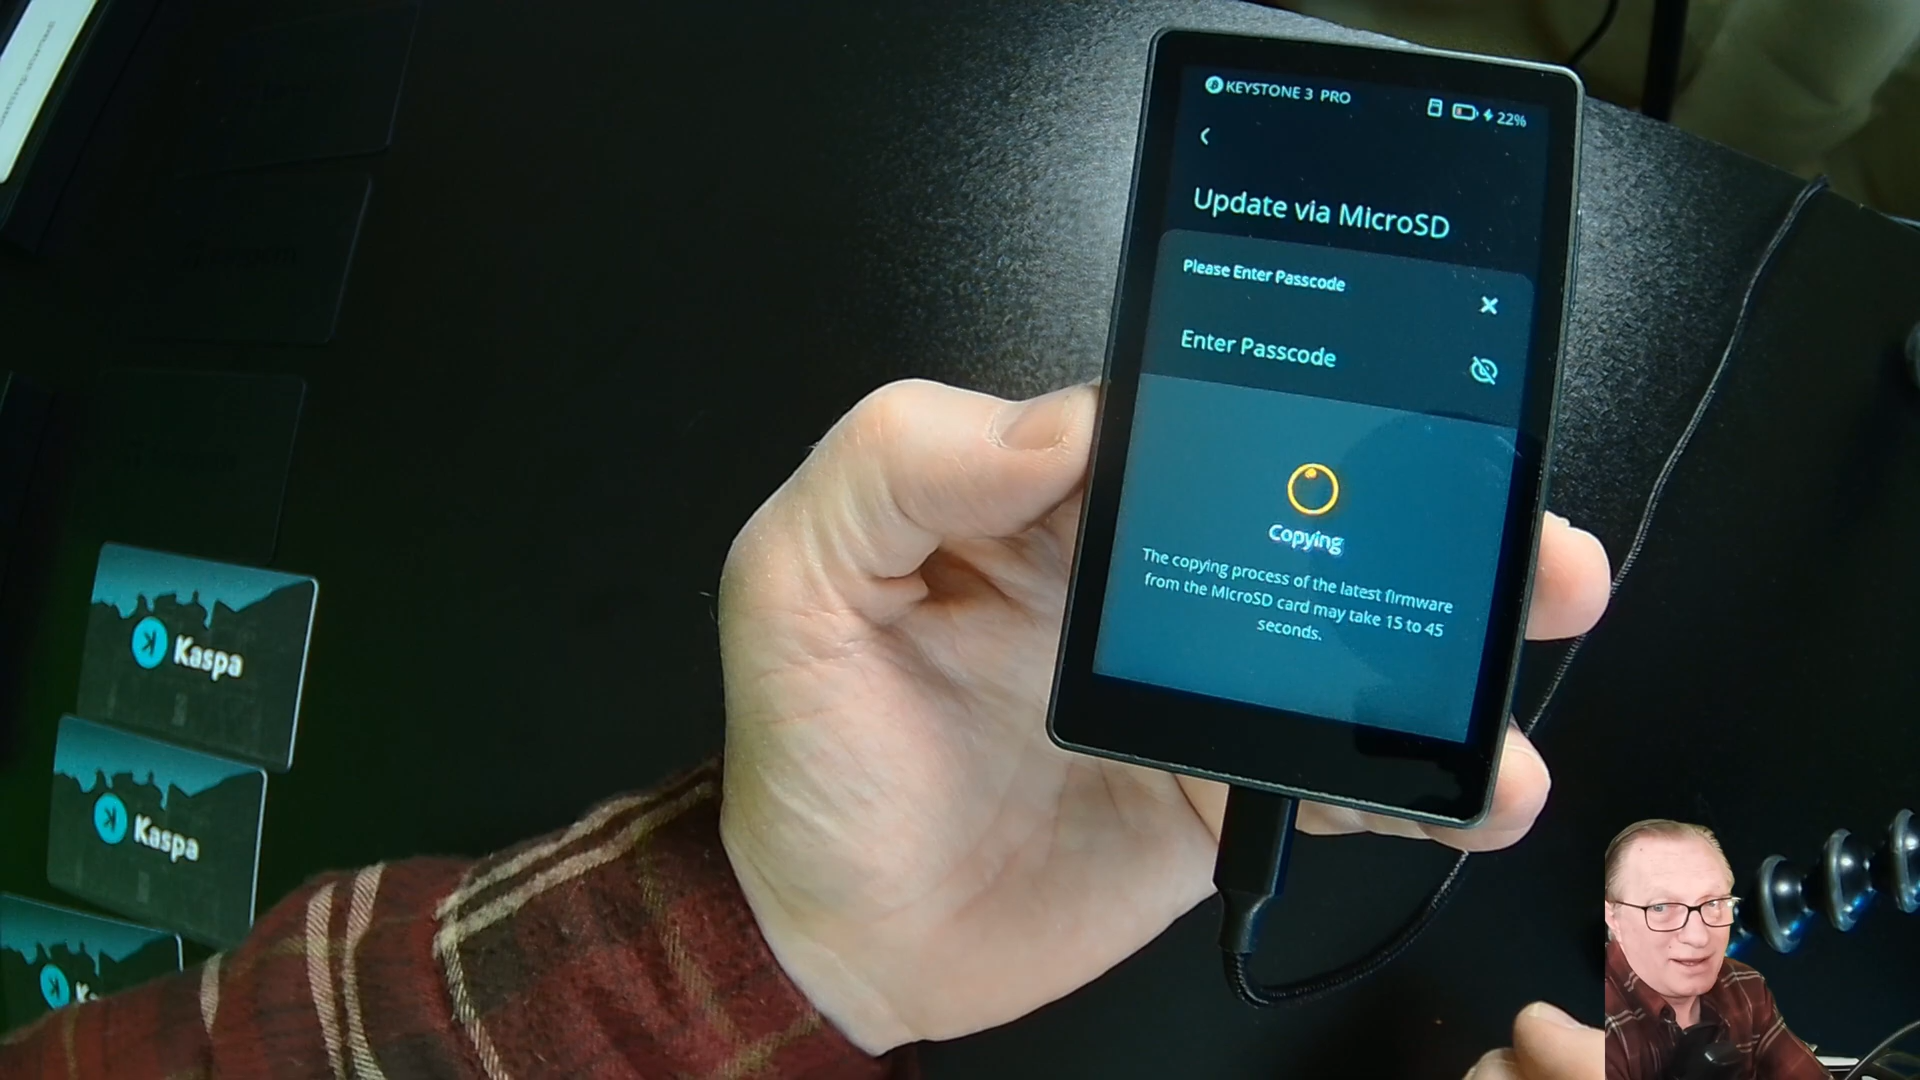 KEYSTONE 3 PRO
22%
Update via MicroSD
Please Enter Passcode
Enter Passcode
Copying
The copying process of the latest firmware
from the MicroSD card may take 15 to 45
seconds.
Kaspa
Kaspa